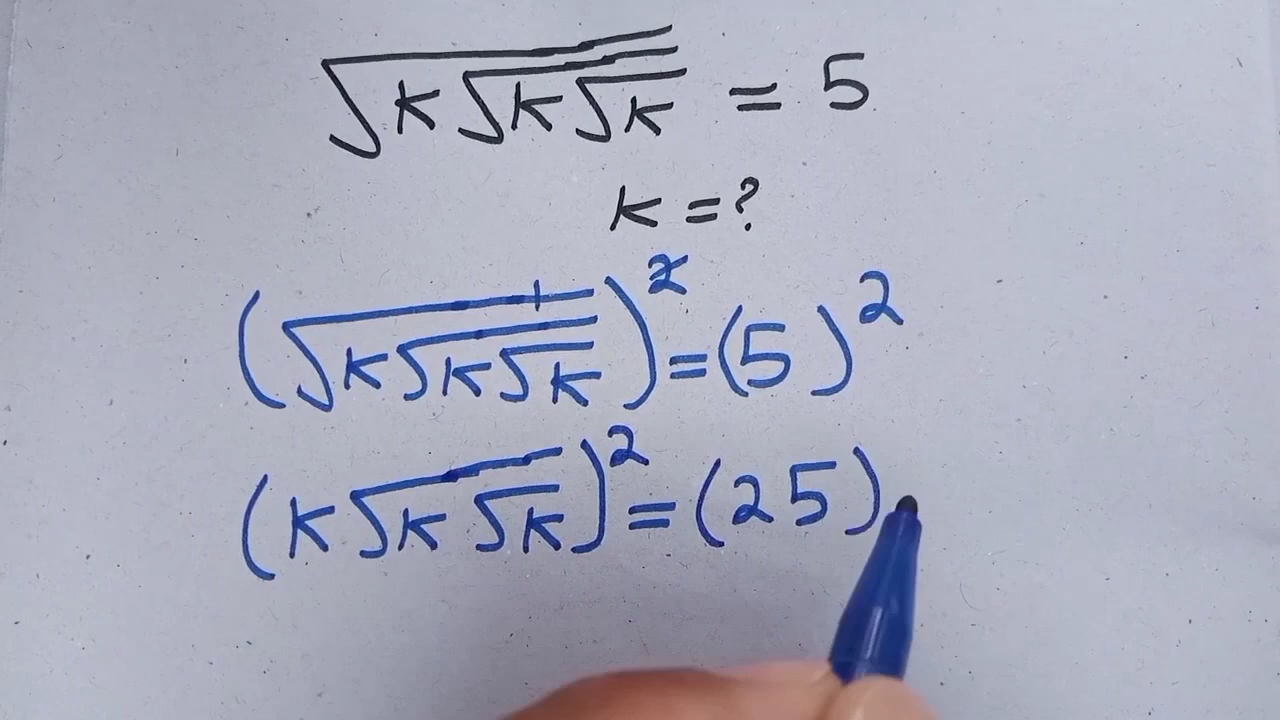 √(K√(K√K)) = 5
K = ?
(√(K√(K√K)))² = (5)²
(K√(K√K))² = (25)